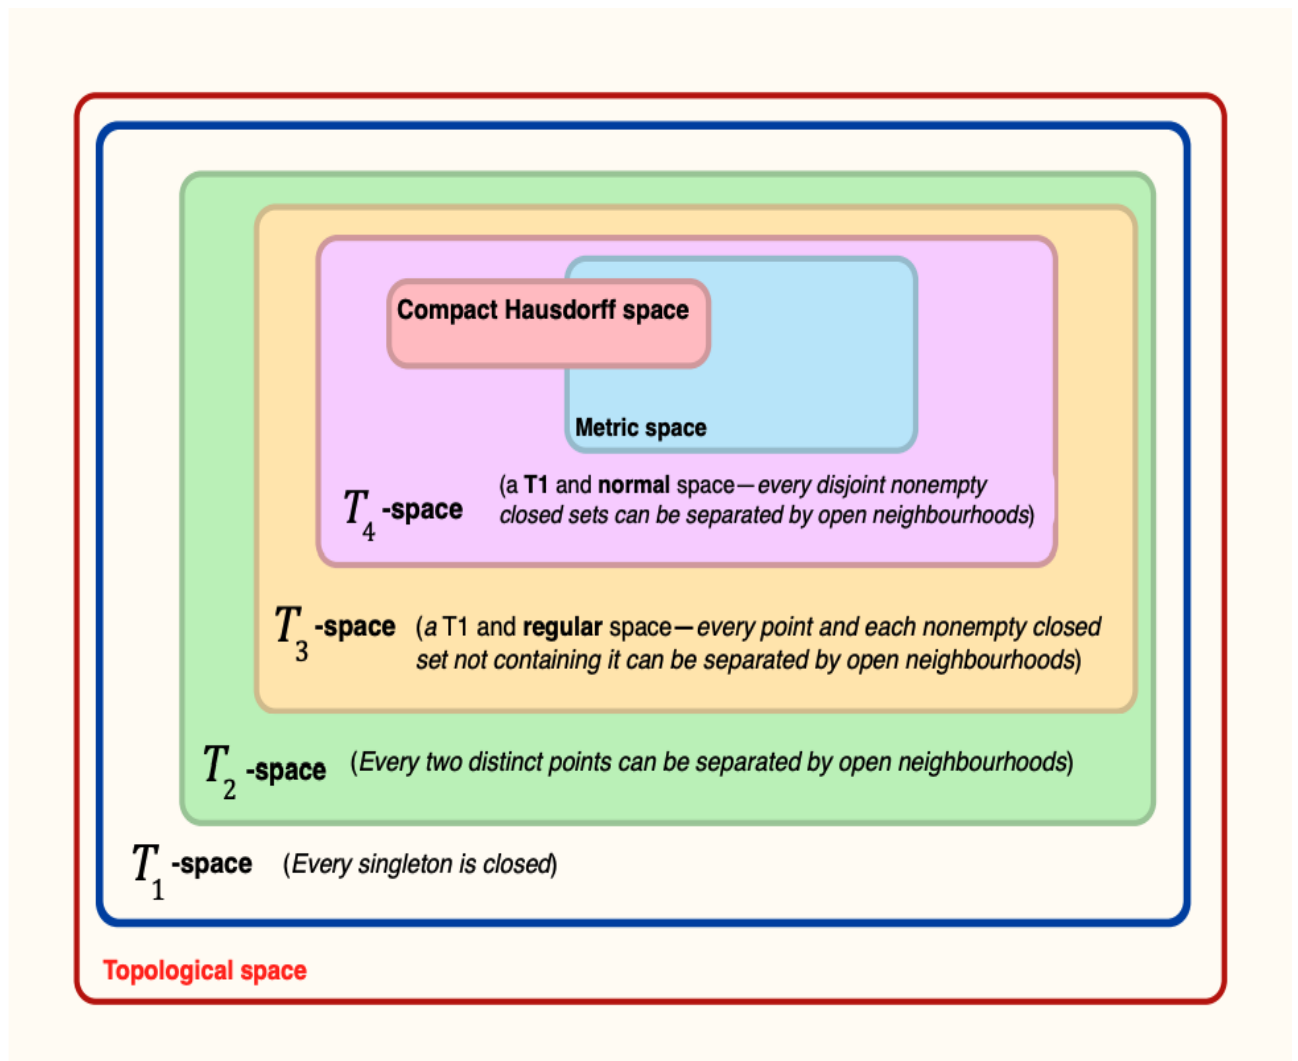 Compact Hausdorff space
Metric space
T4-space (a T1 and normal space—every disjoint nonempty
closed sets can be separated by open neighbourhoods)
T3-space (a T1 and regular space—every point and each nonempty closed
set not containing it can be separated by open neighbourhoods)
T2-space (Every two distinct points can be separated by open neighbourhoods)
T1-space (Every singleton is closed)
Topological space